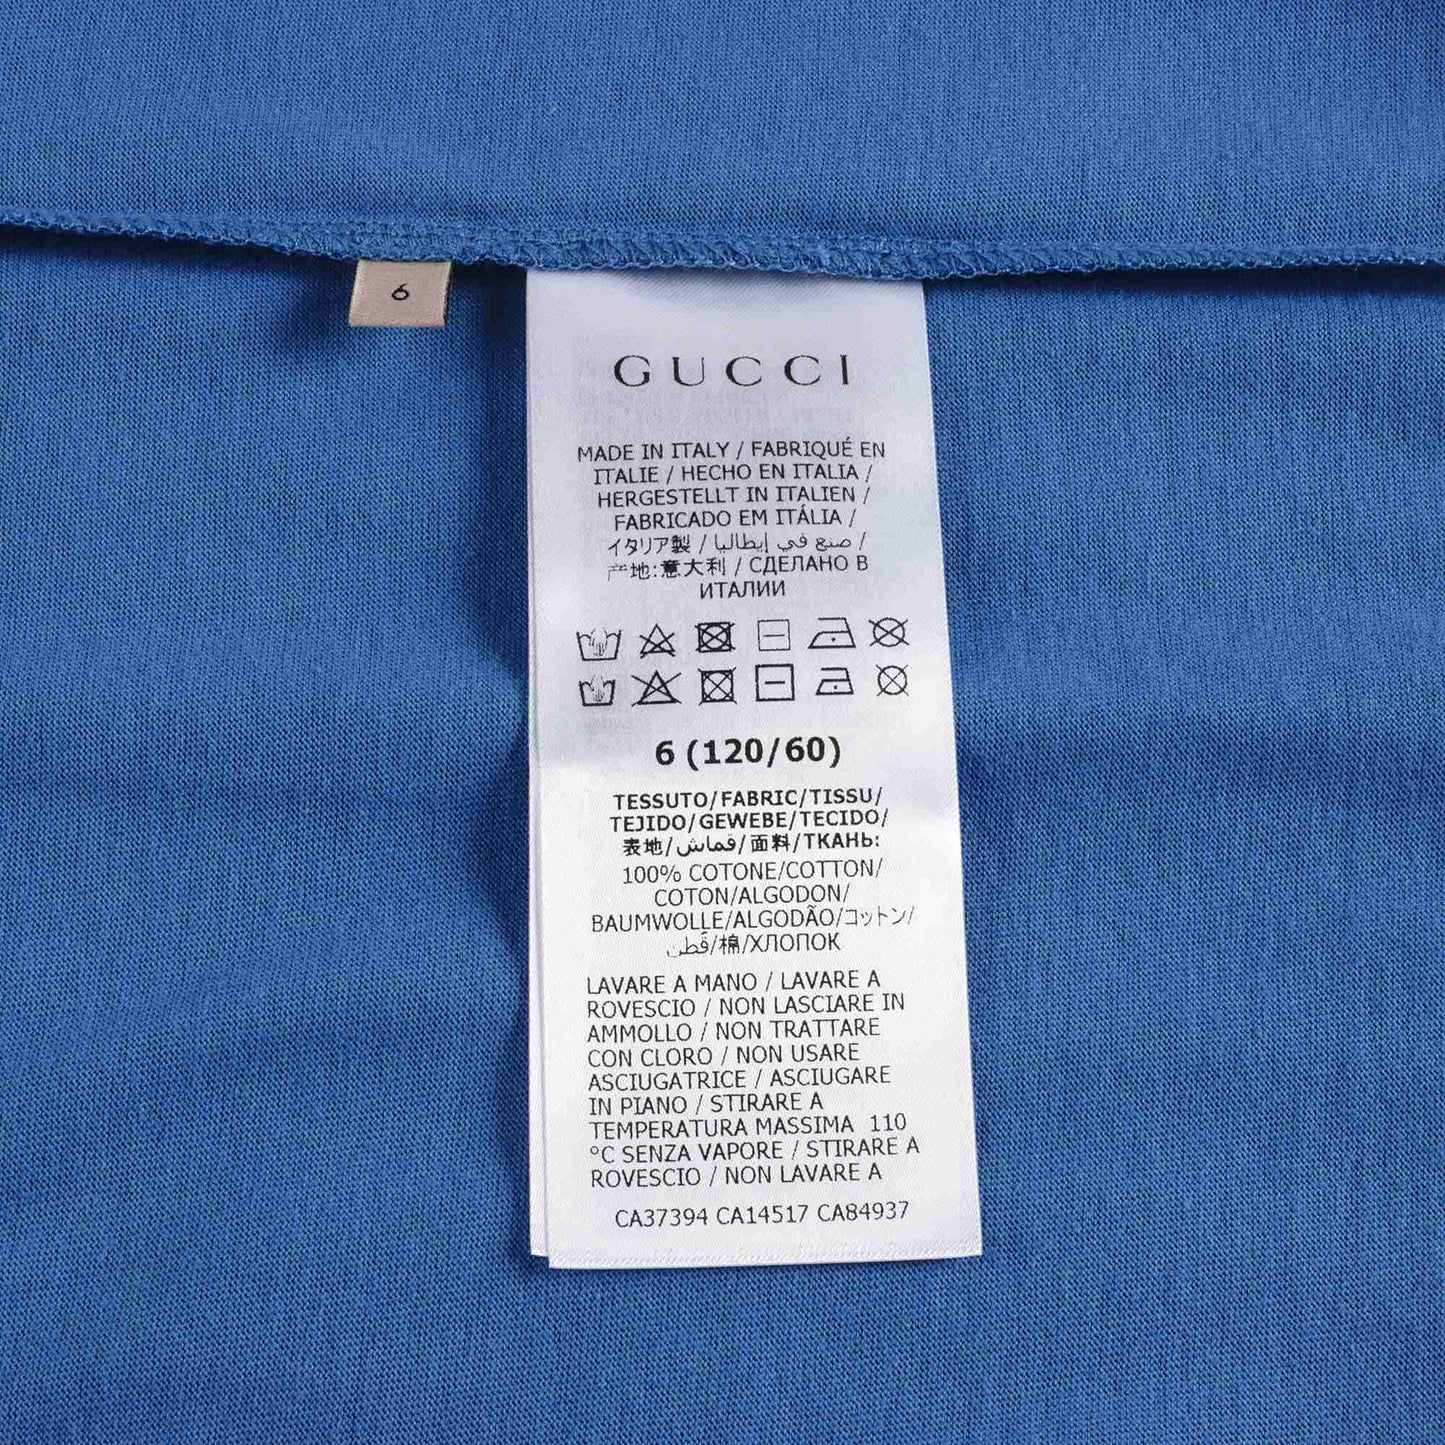 6
GUCCI
MADE IN ITALY / FABRIQUÉ EN
ITALIE / HECHO EN ITALIA /
HERGESTELLT IN ITALIEN /
FABRICADO EM ITÁLIA /
イタリア製 / صنع في إيطاليا /
产地:意大利 / СДЕЛАНО В
ИТАЛИИ
6 (120/60)
TESSUTO/FABRIC/TISSU/
TEJIDO/GEWEBE/TECIDO/
表地/قماش/面料/ТКАНЬ:
100% COTONE/COTTON/
COTON/ALGODON/
BAUMWOLLE/ALGODÃO/コットン/
قُطن/棉/ХЛОПОК
LAVARE A MANO / LAVARE A
ROVESCIO / NON LASCIARE IN
AMMOLLO / NON TRATTARE
CON CLORO / NON USARE
ASCIUGATRICE / ASCIUGARE
IN PIANO / STIRARE A
TEMPERATURA MASSIMA 110
°C SENZA VAPORE / STIRARE A
ROVESCIO / NON LAVARE A
CA37394 CA14517 CA84937